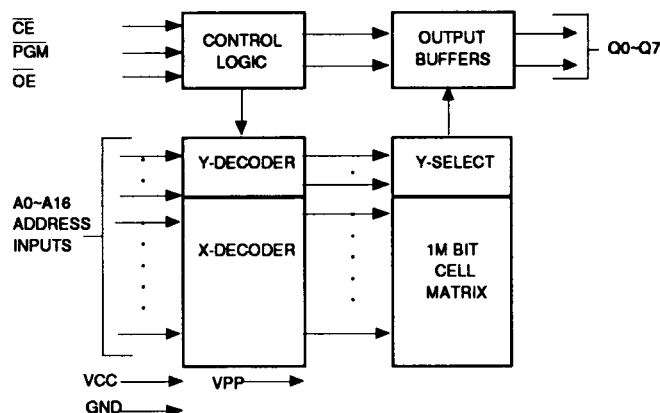 CE
PGM
OE
CONTROL
LOGIC
OUTPUT
BUFFERS
Q0~Q7
A0~A16
ADDRESS
INPUTS
Y-DECODER
Y-SELECT
X-DECODER
1M BIT
CELL
MATRIX
VCC
VPP
GND